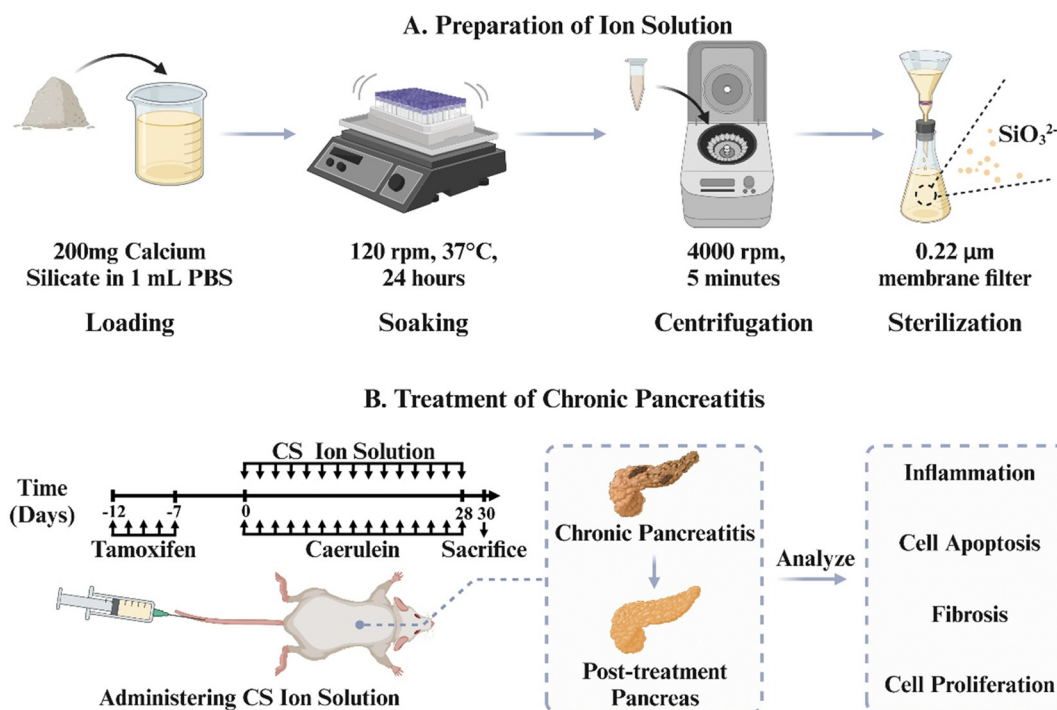 A. Preparation of Ion Solution
SiO₃²⁻
200mg Calcium
Silicate in 1 mL PBS
120 rpm, 37°C,
24 hours
4000 rpm,
5 minutes
0.22 μm
membrane filter
Loading
Soaking
Centrifugation
Sterilization
B. Treatment of Chronic Pancreatitis
CS Ion Solution
Time
(Days)
-12
-7
0
28
30
Tamoxifen
Caerulein
Sacrifice
Administering CS Ion Solution
Chronic Pancreatitis
Post-treatment
Pancreas
Analyze
Inflammation
Cell Apoptosis
Fibrosis
Cell Proliferation